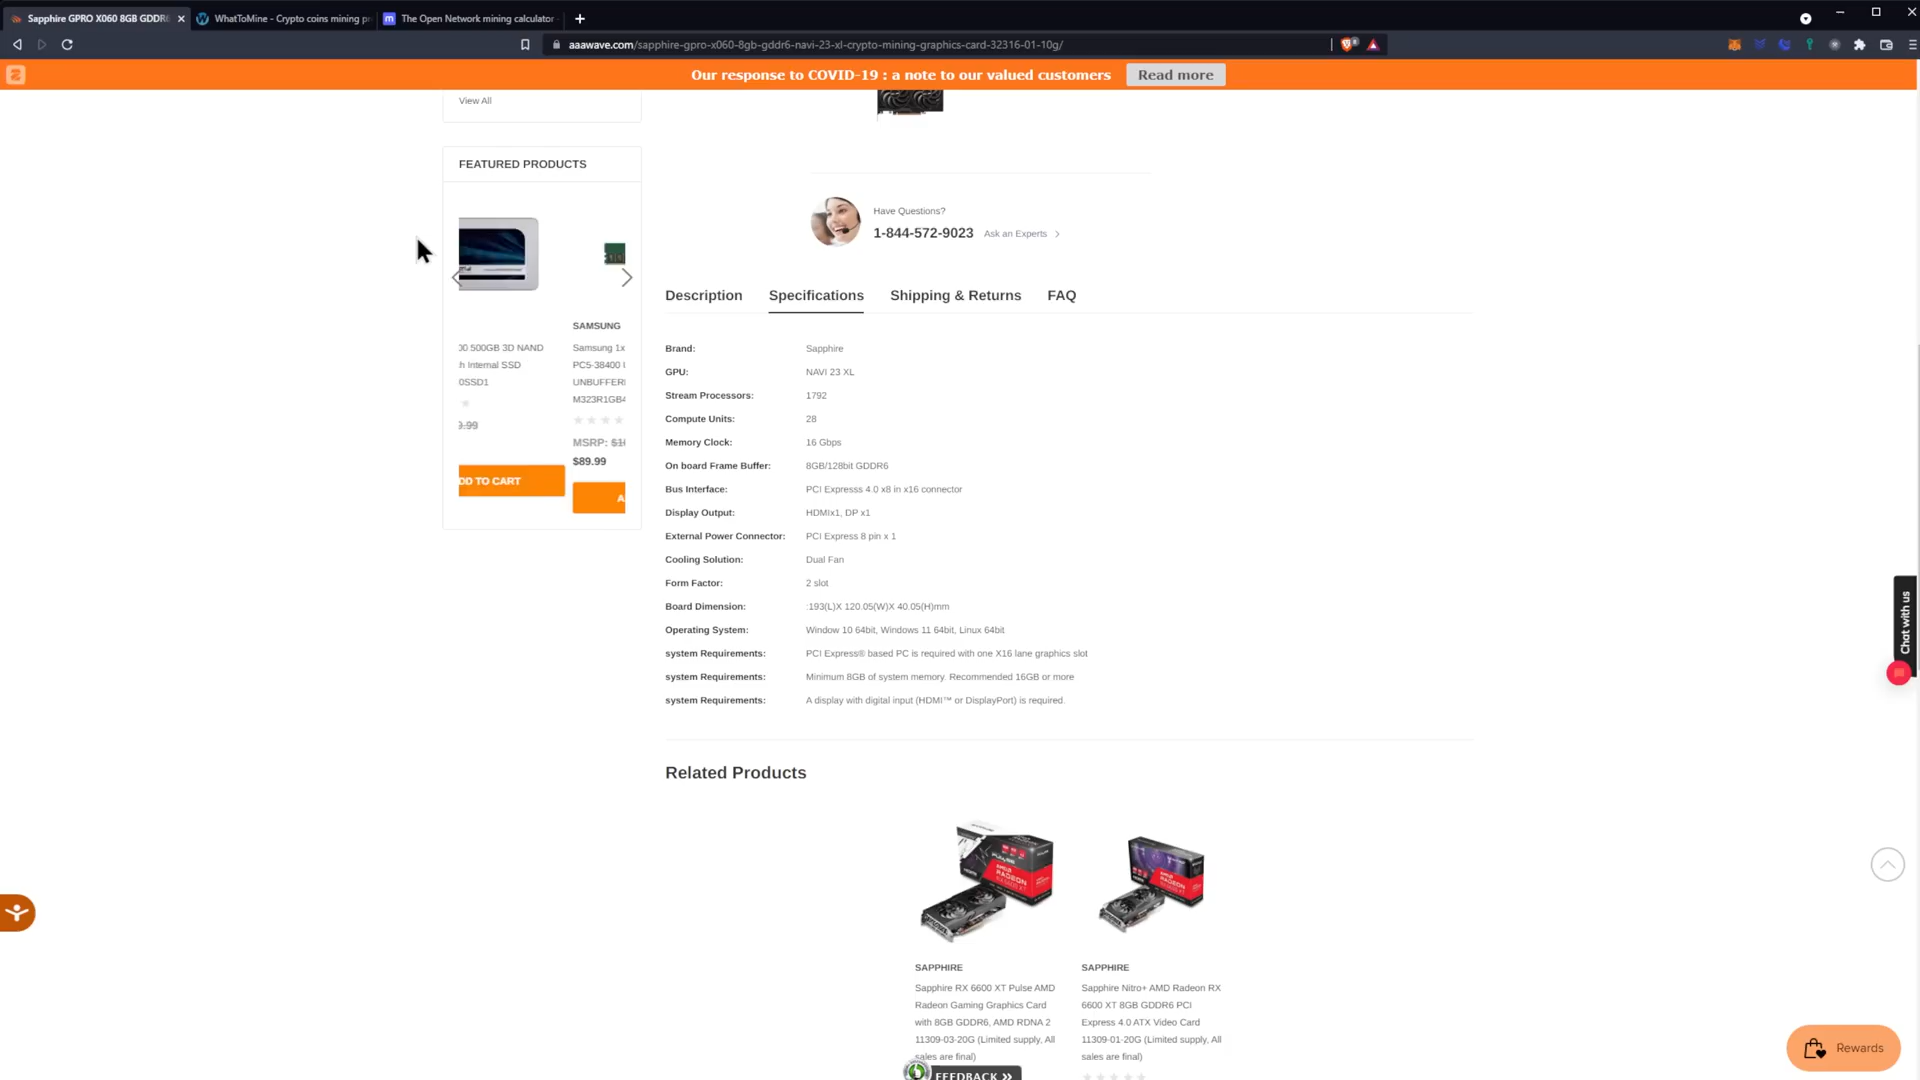 Sapphire GPRO X060 8GB GDDR6
WhatToMine - Crypto coins mining pr
The Open Network mining calculator
aaawave.com/sapphire-gpro-x060-8gb-gddr6-navi-23-xl-crypto-mining-graphics-card-32316-01-10g/
Our response to COVID-19 : a note to our valued customers
Read more
View All
FEATURED PRODUCTS
00 500GB 3D NAND
h Internal SSD
0SSD1
9.99
DD TO CART
SAMSUNG
Samsung 1x
PC5-38400 U
UNBUFFER
M323R1GB4
MSRP: $1
$89.99
A
Have Questions?
1-844-572-9023
Ask an Experts
Description
Specifications
Shipping & Returns
FAQ
Brand: Sapphire
GPU: NAVI 23 XL
Stream Processors: 1792
Compute Units: 28
Memory Clock: 16 Gbps
On board Frame Buffer: 8GB/128bit GDDR6
Bus Interface: PCI Expresss 4.0 x8 in x16 connector
Display Output: HDMIx1, DP x1
External Power Connector: PCI Express 8 pin x 1
Cooling Solution: Dual Fan
Form Factor: 2 slot
Board Dimension: :193(L)X 120.05(W)X 40.05(H)mm
Operating System: Window 10 64bit, Windows 11 64bit, Linux 64bit
system Requirements: PCI Express® based PC is required with one X16 lane graphics slot
system Requirements: Minimum 8GB of system memory. Recommended 16GB or more
system Requirements: A display with digital input (HDMI™ or DisplayPort) is required.
Chat with us
Related Products
SAPPHIRE
Sapphire RX 6600 XT Pulse AMD
Radeon Gaming Graphics Card
with 8GB GDDR6, AMD RDNA 2
11309-03-20G (Limited supply, All
sales are final)
SAPPHIRE
Sapphire Nitro+ AMD Radeon RX
6600 XT 8GB GDDR6 PCI
Express 4.0 ATX Video Card
11309-01-20G (Limited supply, All
sales are final)
FEEDBACK
Rewards